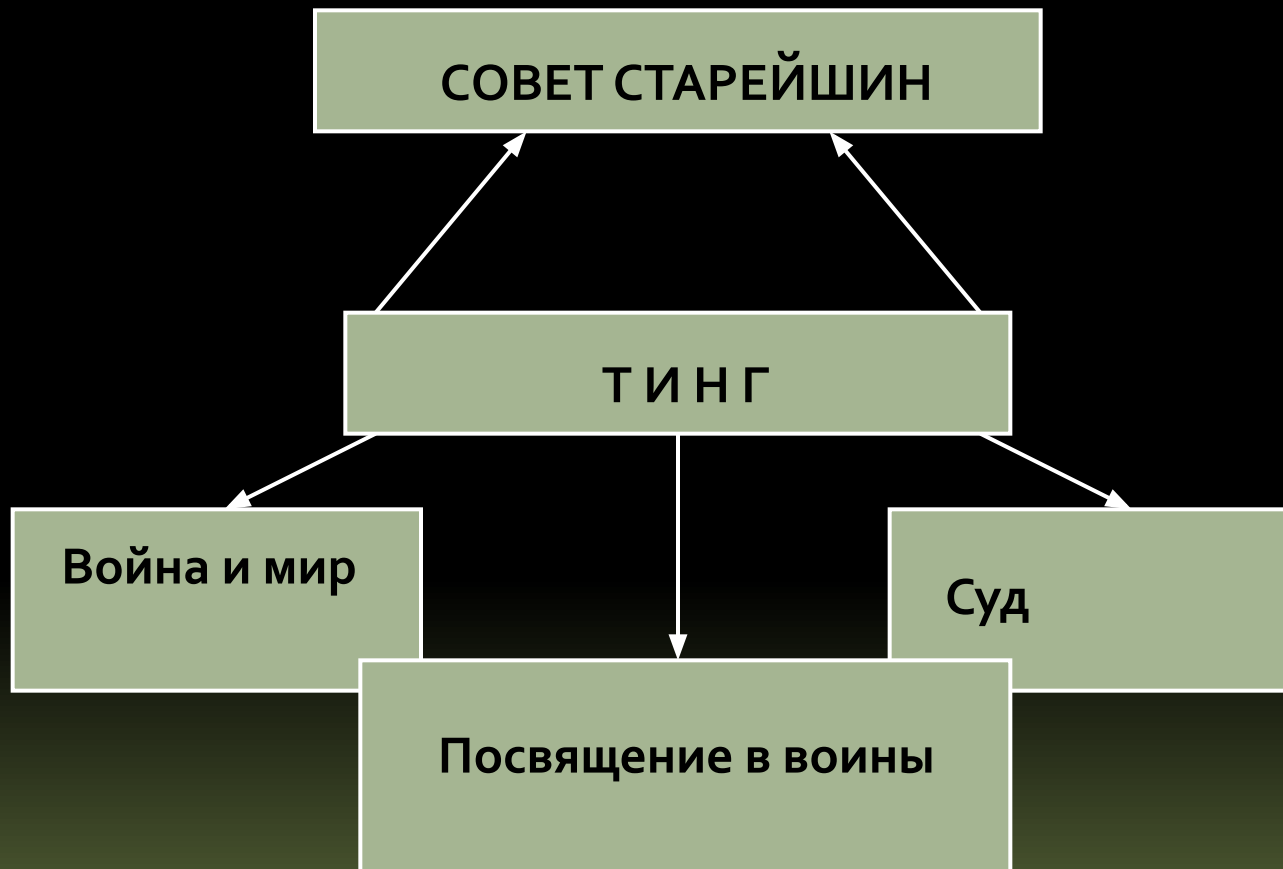 СОВЕТ СТАРЕЙШИН
Т И Н Г
Война и мир
Суд
Посвящение в воины